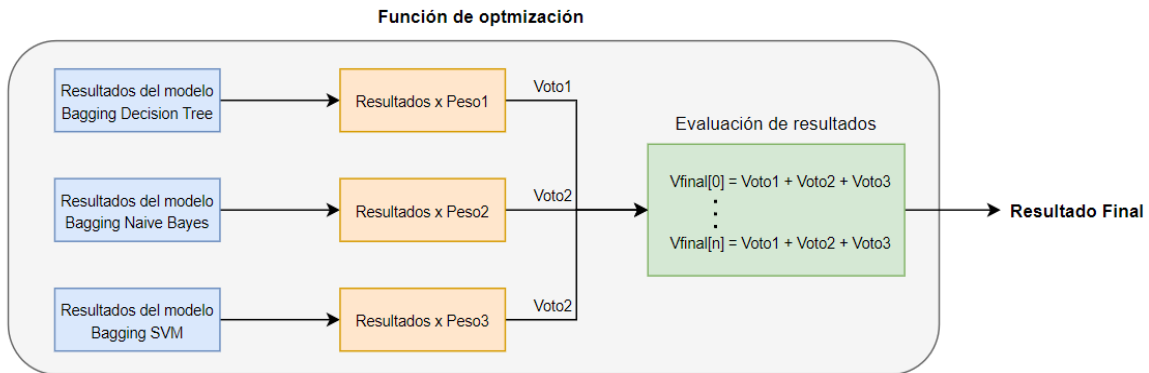 Función de optmización
Resultados del modelo
Bagging Decision Tree
Resultados x Peso1
Voto1
Resultados del modelo
Bagging Naive Bayes
Resultados x Peso2
Voto2
Resultados del modelo
Bagging SVM
Resultados x Peso3
Voto2
Evaluación de resultados
Vfinal[0] = Voto1 + Voto2 + Voto3
Vfinal[n] = Voto1 + Voto2 + Voto3
Resultado Final